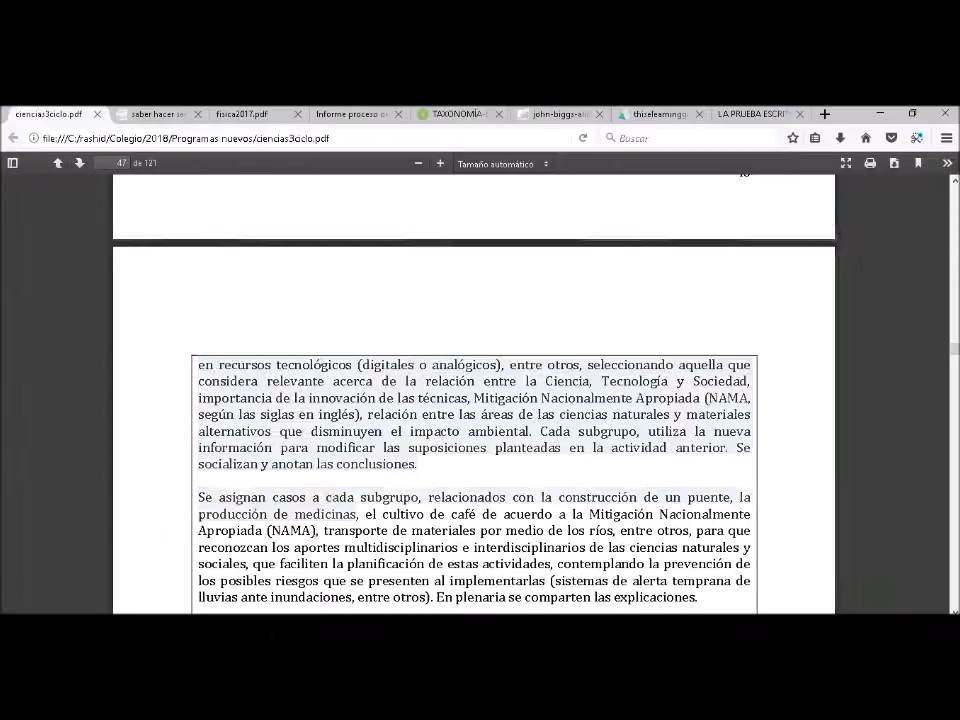 ciencias3ciclo.pdf
saber hacer se
fisica2017.pdf
Informe proceso
TAXONOMÍA-
john-biggs-ali
thiselearning
LA PRUEBA ESCRI
file:///C:/rashid/Colegio/2018/Programas nuevos/ciencias3ciclo.pdf
Buscar
47 de 121
Tamaño automático
en recursos tecnológicos (digitales o analógicos), entre otros, seleccionando aquella que
considera relevante acerca de la relación entre la Ciencia, Tecnología y Sociedad,
importancia de la innovación de las técnicas, Mitigación Nacionalmente Apropiada (NAMA,
según las siglas en inglés), relación entre las áreas de las ciencias naturales y materiales
alternativos que disminuyen el impacto ambiental. Cada subgrupo, utiliza la nueva
información para modificar las suposiciones planteadas en la actividad anterior. Se
socializan y anotan las conclusiones.
Se asignan casos a cada subgrupo, relacionados con la construcción de un puente, la
producción de medicinas, el cultivo de café de acuerdo a la Mitigación Nacionalmente
Apropiada (NAMA), transporte de materiales por medio de los ríos, entre otros, para que
reconozcan los aportes multidisciplinarios e interdisciplinarios de las ciencias naturales y
sociales, que faciliten la planificación de estas actividades, contemplando la prevención de
los posibles riesgos que se presenten al implementarlas (sistemas de alerta temprana de
lluvias ante inundaciones, entre otros). En plenaria se comparten las explicaciones.